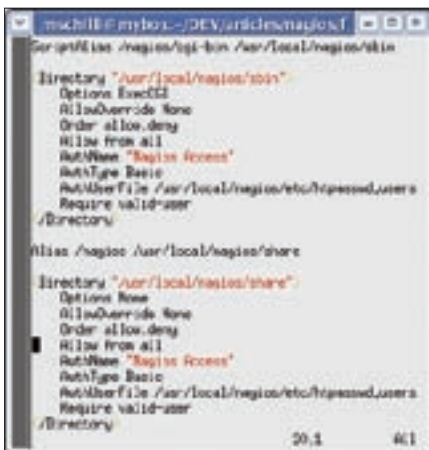 mschilli@mybox:~/DEV/articles/nagios/
ScriptAlias /nagios/cgi-bin /usr/local/nagios/sbin
<Directory "/usr/local/nagios/sbin">
Options ExecCGI
AllowOverride None
Order allow,deny
Allow from all
AuthName "Nagios Access"
AuthType Basic
AuthUserFile /usr/local/nagios/etc/htpasswd.users
Require valid-user
</Directory>
Alias /nagios /usr/local/nagios/share
<Directory "/usr/local/nagios/share">
Options None
AllowOverride None
Order allow,deny
Allow from all
AuthName "Nagios Access"
AuthType Basic
AuthUserFile /usr/local/nagios/etc/htpasswd.users
Require valid-user
</Directory>
All